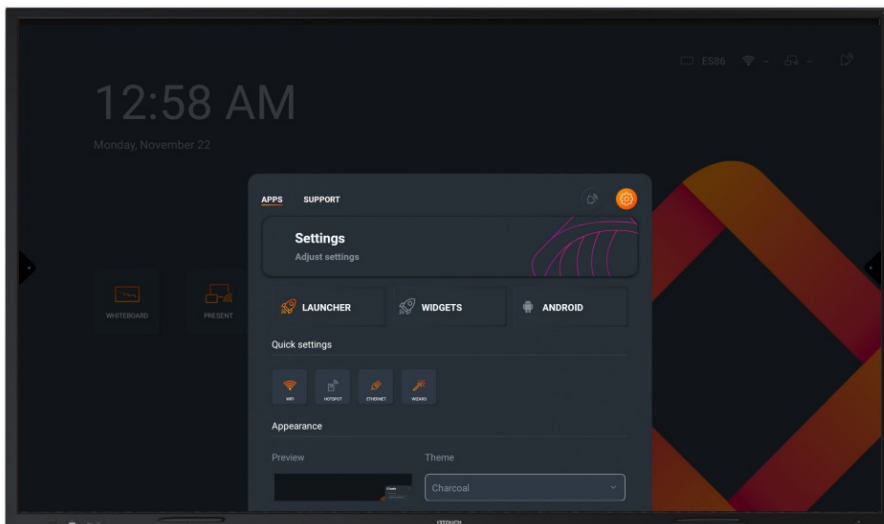 ES86
12:58 AM
Monday, November 22
APPS SUPPORT
Settings
Adjust settings
LAUNCHER WIDGETS ANDROID
WHITEBOARD PRESENT
Quick settings
WIFI HOTSPOT ETHERNET WIZARD
Appearance
Preview Theme
Charcoal